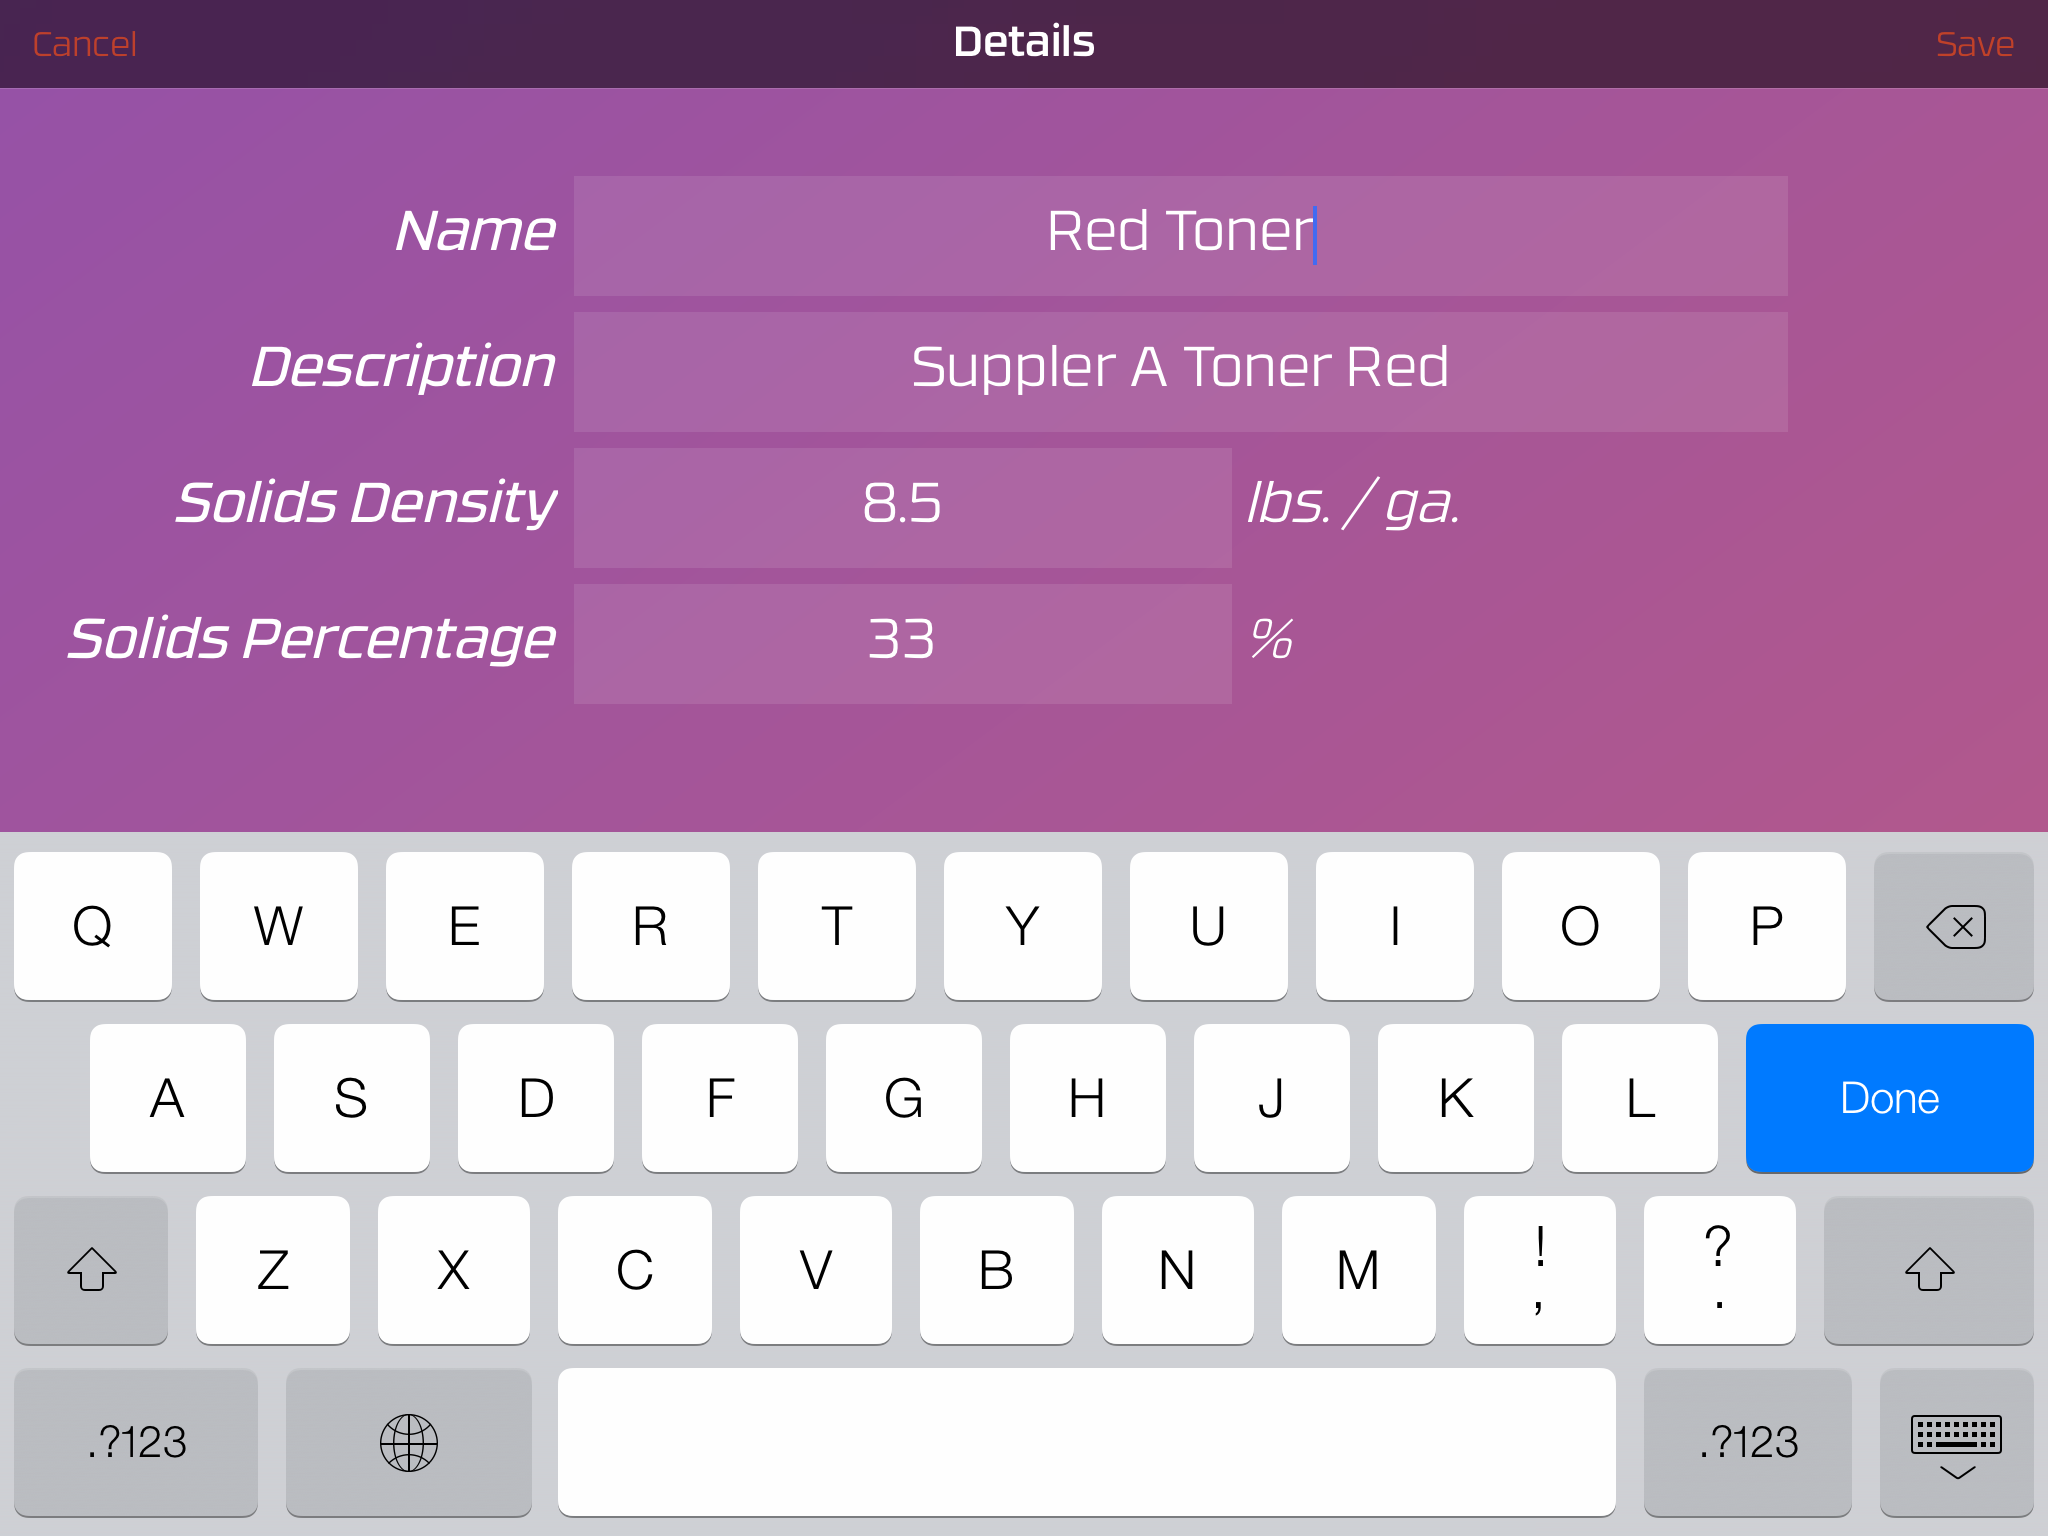 Cancel Details Save
Name Red Toner
Description Suppler A Toner Red
Solids Density 8.5 lbs. / ga.
Solids Percentage 33 %
Q W E R T Y U I O P
A S D F G H J K L Done
Z X C V B N M ! , ? .
.?123 .?123